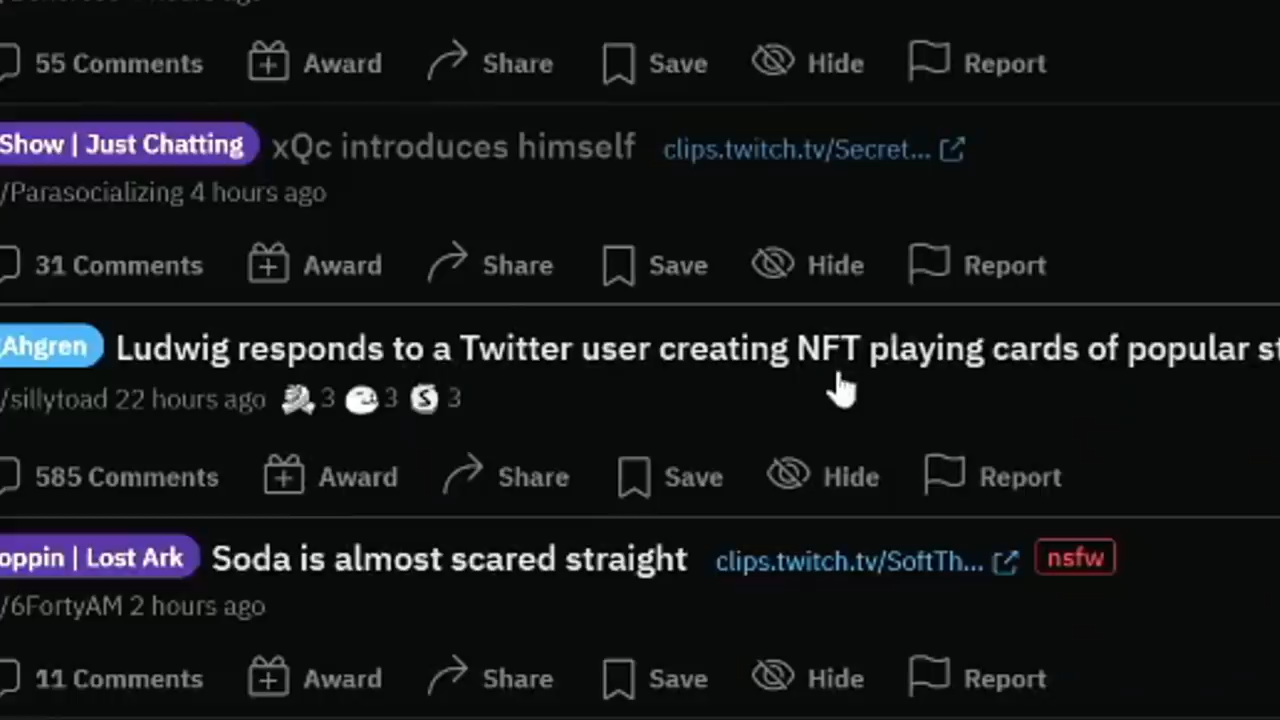 55 Comments Award Share Save Hide Report
Show | Just Chatting xQc introduces himself clips.twitch.tv/Secret...
/Parasocializing 4 hours ago
31 Comments Award Share Save Hide Report
Ahgren Ludwig responds to a Twitter user creating NFT playing cards of popular st
/sillytoad 22 hours ago 3 3 3
585 Comments Award Share Save Hide Report
oppin | Lost Ark Soda is almost scared straight clips.twitch.tv/SoftTh... nsfw
/6FortyAM 2 hours ago
11 Comments Award Share Save Hide Report